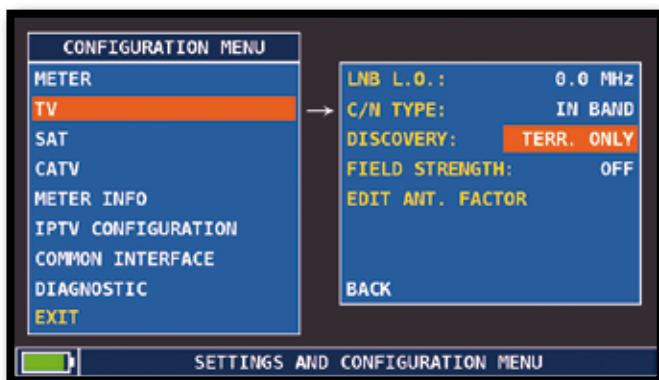 CONFIGURATION MENU
METER
TV
SAT
CATV
METER INFO
IPTV CONFIGURATION
COMMON INTERFACE
DIAGNOSTIC
EXIT
→
LNB L.O.: 0.0 MHz
C/N TYPE: IN BAND
DISCOVERY: TERR. ONLY
FIELD STRENGTH: OFF
EDIT ANT. FACTOR
BACK
SETTINGS AND CONFIGURATION MENU